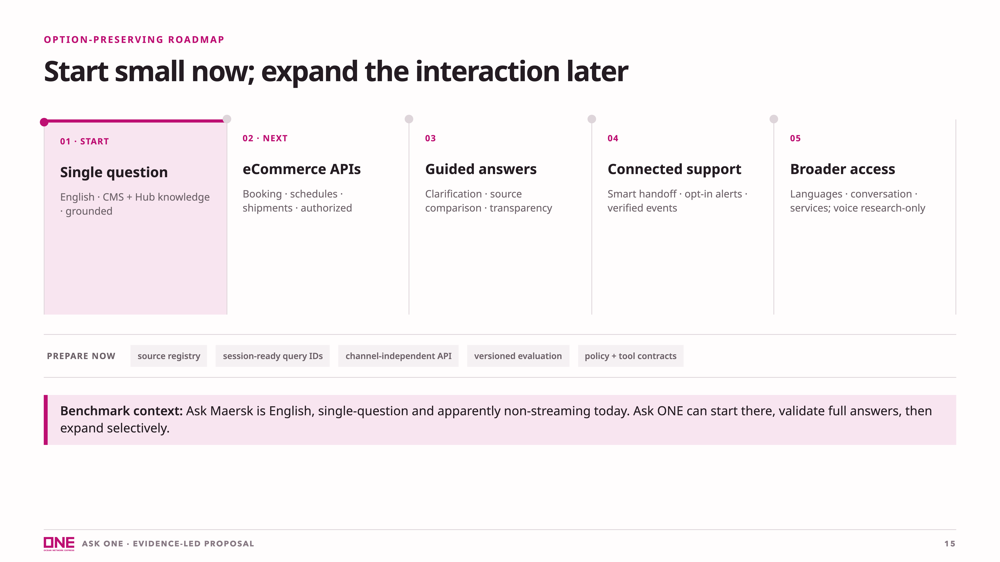 OPTION-PRESERVING ROADMAP
Start small now; expand the interaction later
01 · START
Single question
English · CMS + Hub knowledge
· grounded
02 · NEXT
eCommerce APIs
Booking · schedules ·
shipments · authorized
03
Guided answers
Clarification · source
comparison · transparency
04
Connected support
Smart handoff · opt-in alerts ·
verified events
05
Broader access
Languages · conversation ·
services; voice research-only
PREPARE NOW
source registry
session-ready query IDs
channel-independent API
versioned evaluation
policy + tool contracts
Benchmark context: Ask Maersk is English, single-question and apparently non-streaming today. Ask ONE can start there, validate full answers, then
expand selectively.
ONE
OCEAN NETWORK EXPRESS
ASK ONE · EVIDENCE-LED PROPOSAL
15